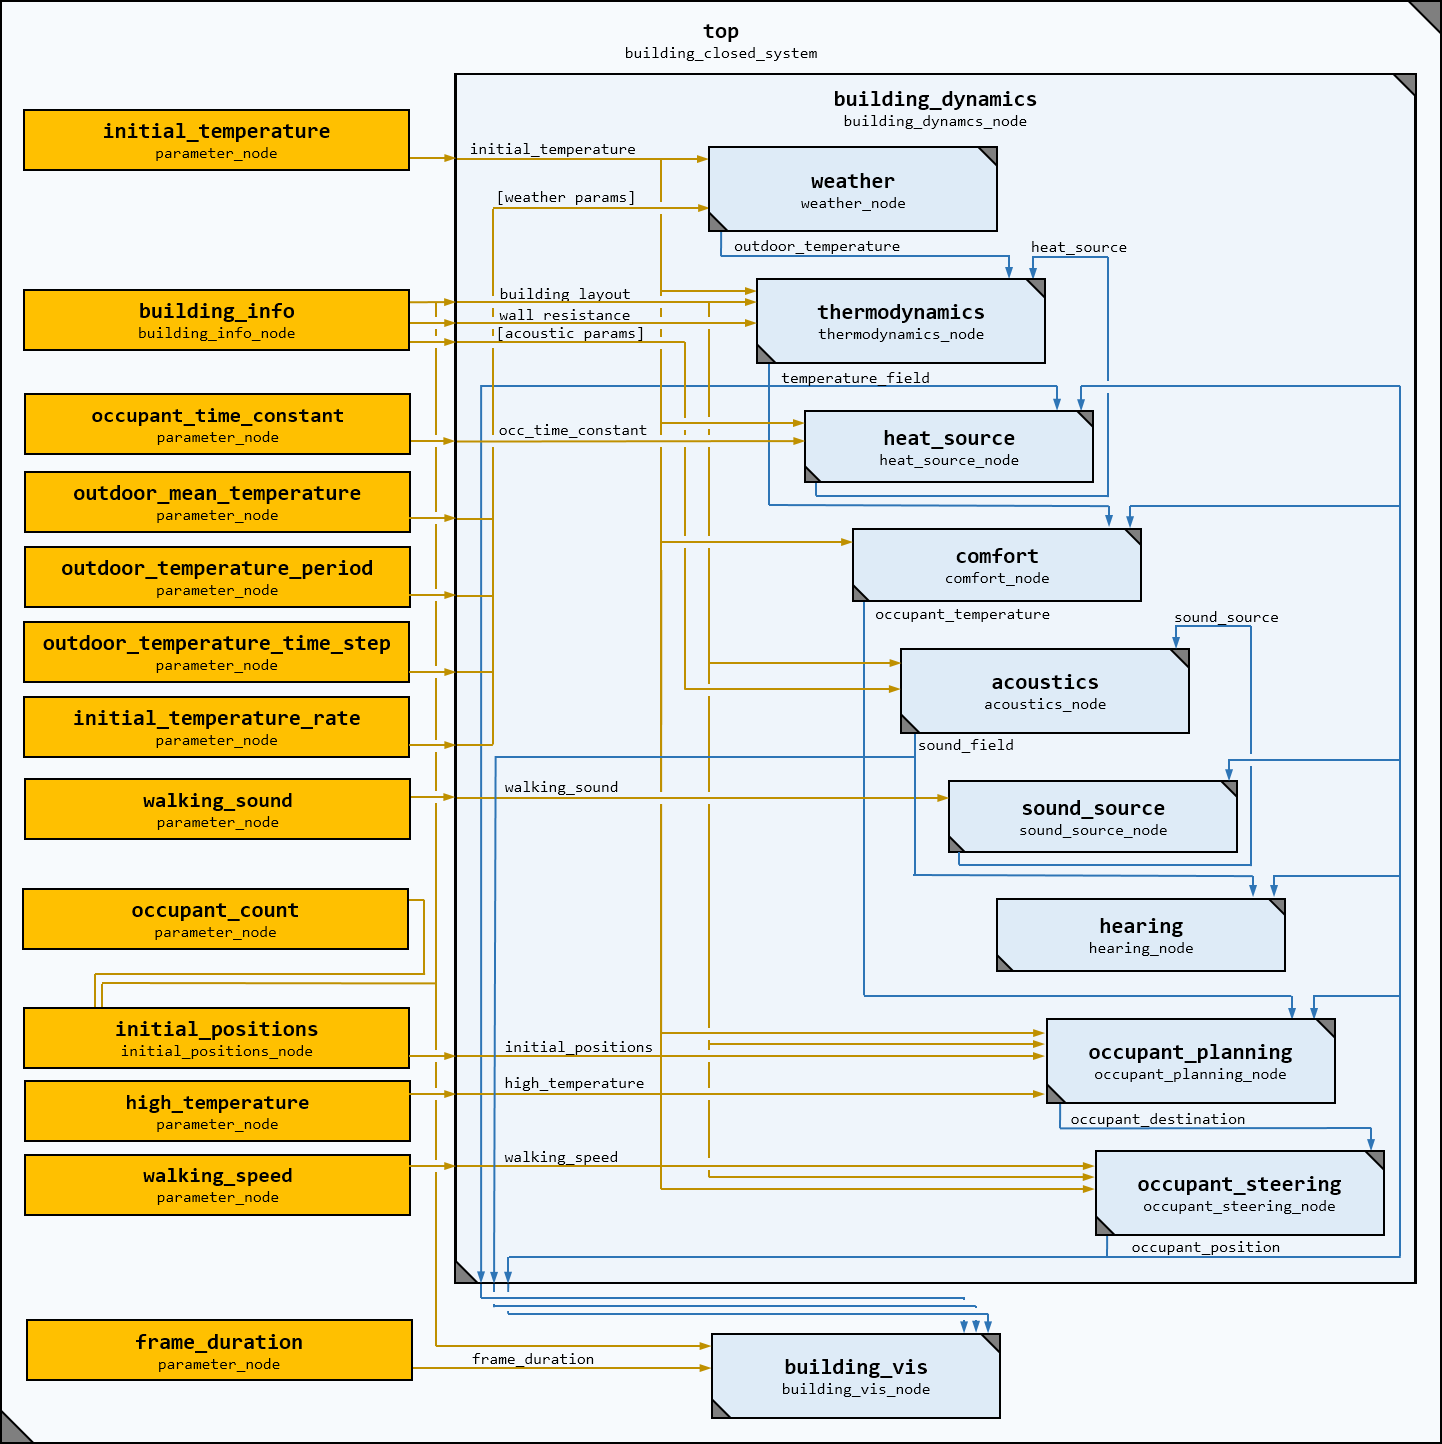 top
building_closed_system
building_dynamics
building_dynamcs_node
initial_temperature
parameter_node
initial_temperature
weather
weather_node
[weather params]
outdoor_temperature
heat_source
building_info
building_info_node
building layout
wall resistance
[acoustic params]
thermodynamics
thermodynamics_node
temperature_field
occupant_time_constant
parameter_node
occ_time_constant
heat_source
heat_source_node
outdoor_mean_temperature
parameter_node
outdoor_temperature_period
parameter_node
comfort
comfort_node
occupant_temperature
sound_source
outdoor_temperature_time_step
parameter_node
acoustics
acoustics_node
initial_temperature_rate
parameter_node
sound_field
walking_sound
parameter_node
walking_sound
sound_source
sound_source_node
occupant_count
parameter_node
hearing
hearing_node
initial_positions
initial_positions_node
initial_positions
occupant_planning
occupant_planning_node
high_temperature
high_temperature
parameter_node
occupant_destination
walking_speed
walking_speed
parameter_node
occupant_steering
occupant_steering_node
occupant_position
frame_duration
parameter_node
frame_duration
building_vis
building_vis_node